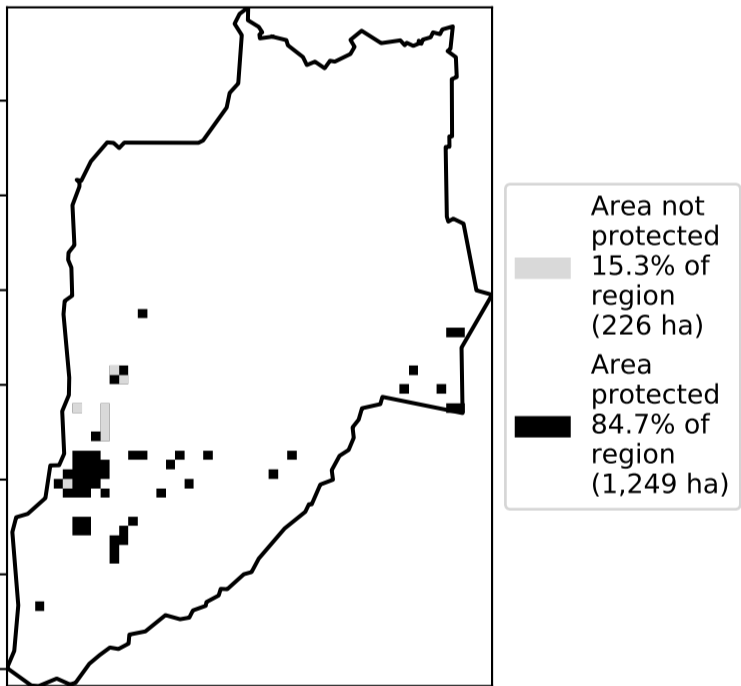 Area not
protected
15.3% of
region
(226 ha)
Area
protected
84.7% of
region
(1,249 ha)